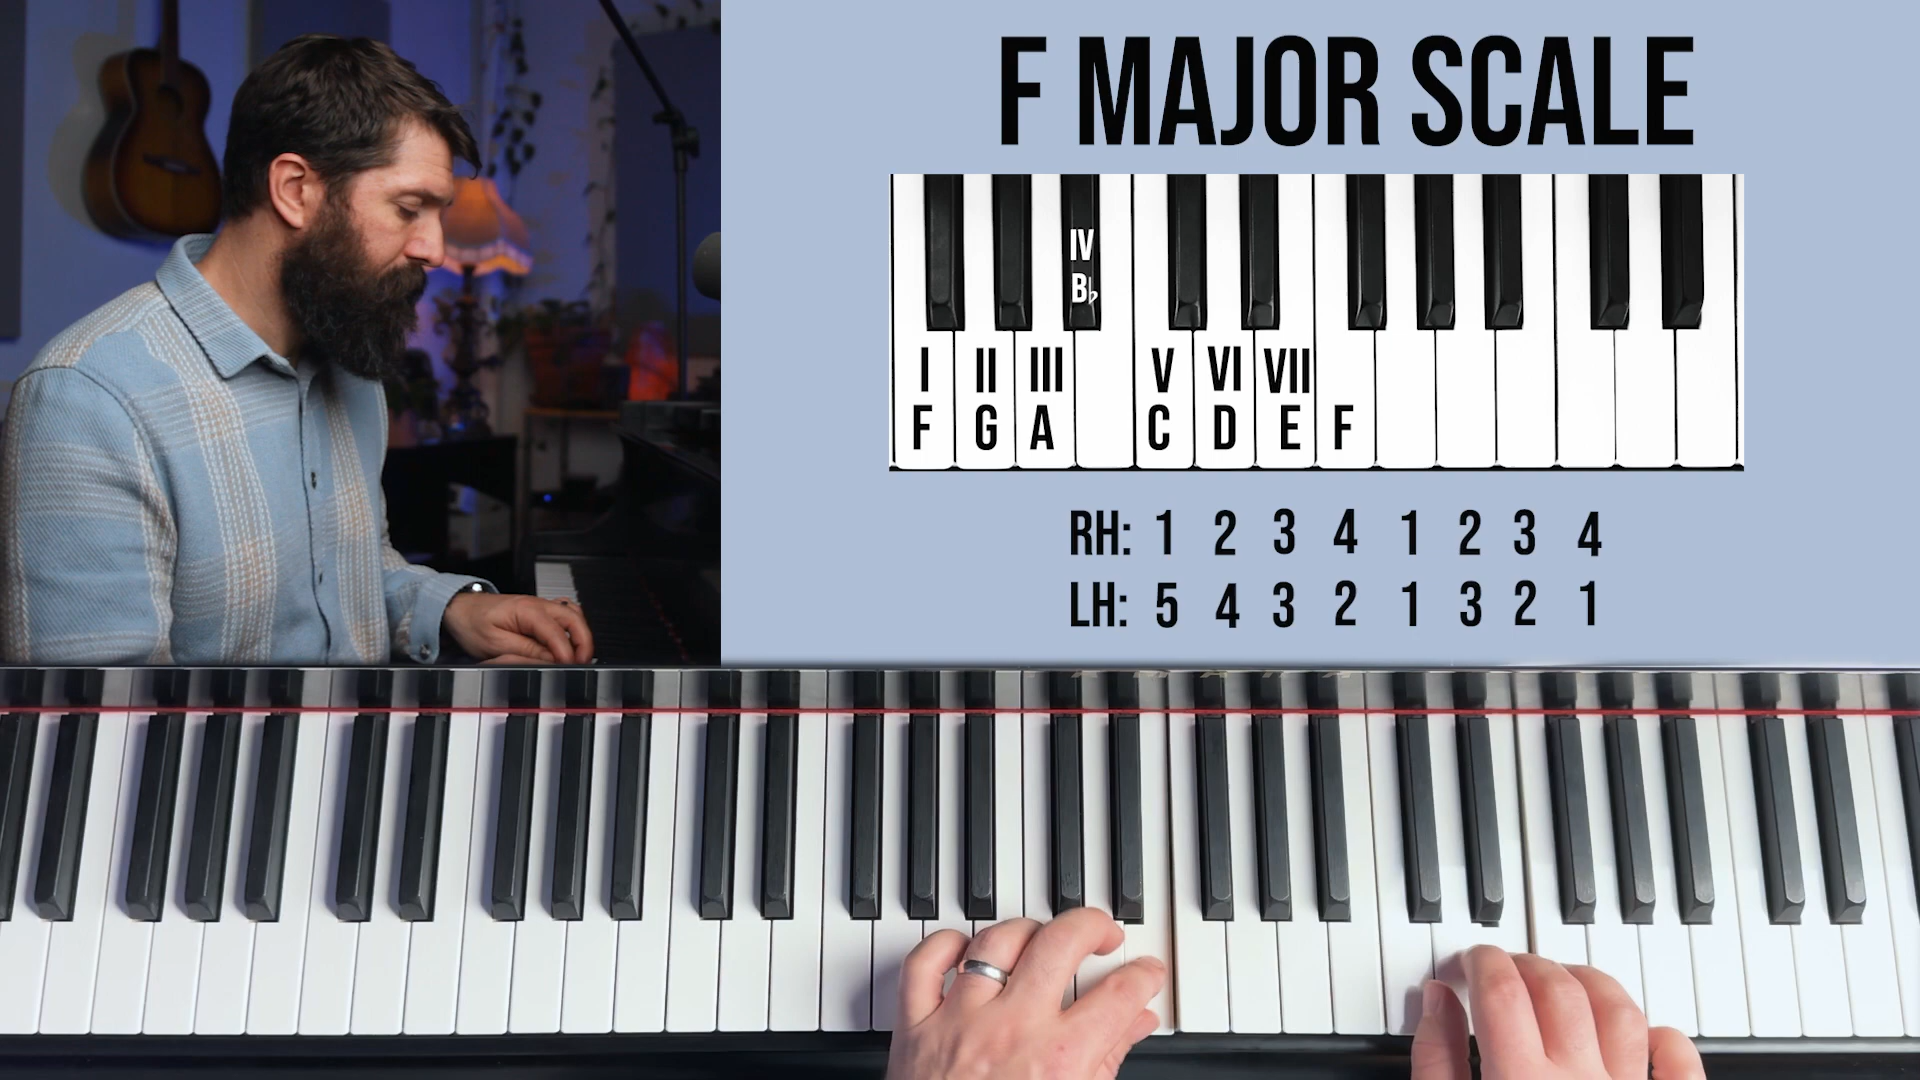 F MAJOR SCALE
IV
B♭
I II III V VI VII
F G A C D E F
RH: 1 2 3 4 1 2 3 4
LH: 5 4 3 2 1 3 2 1